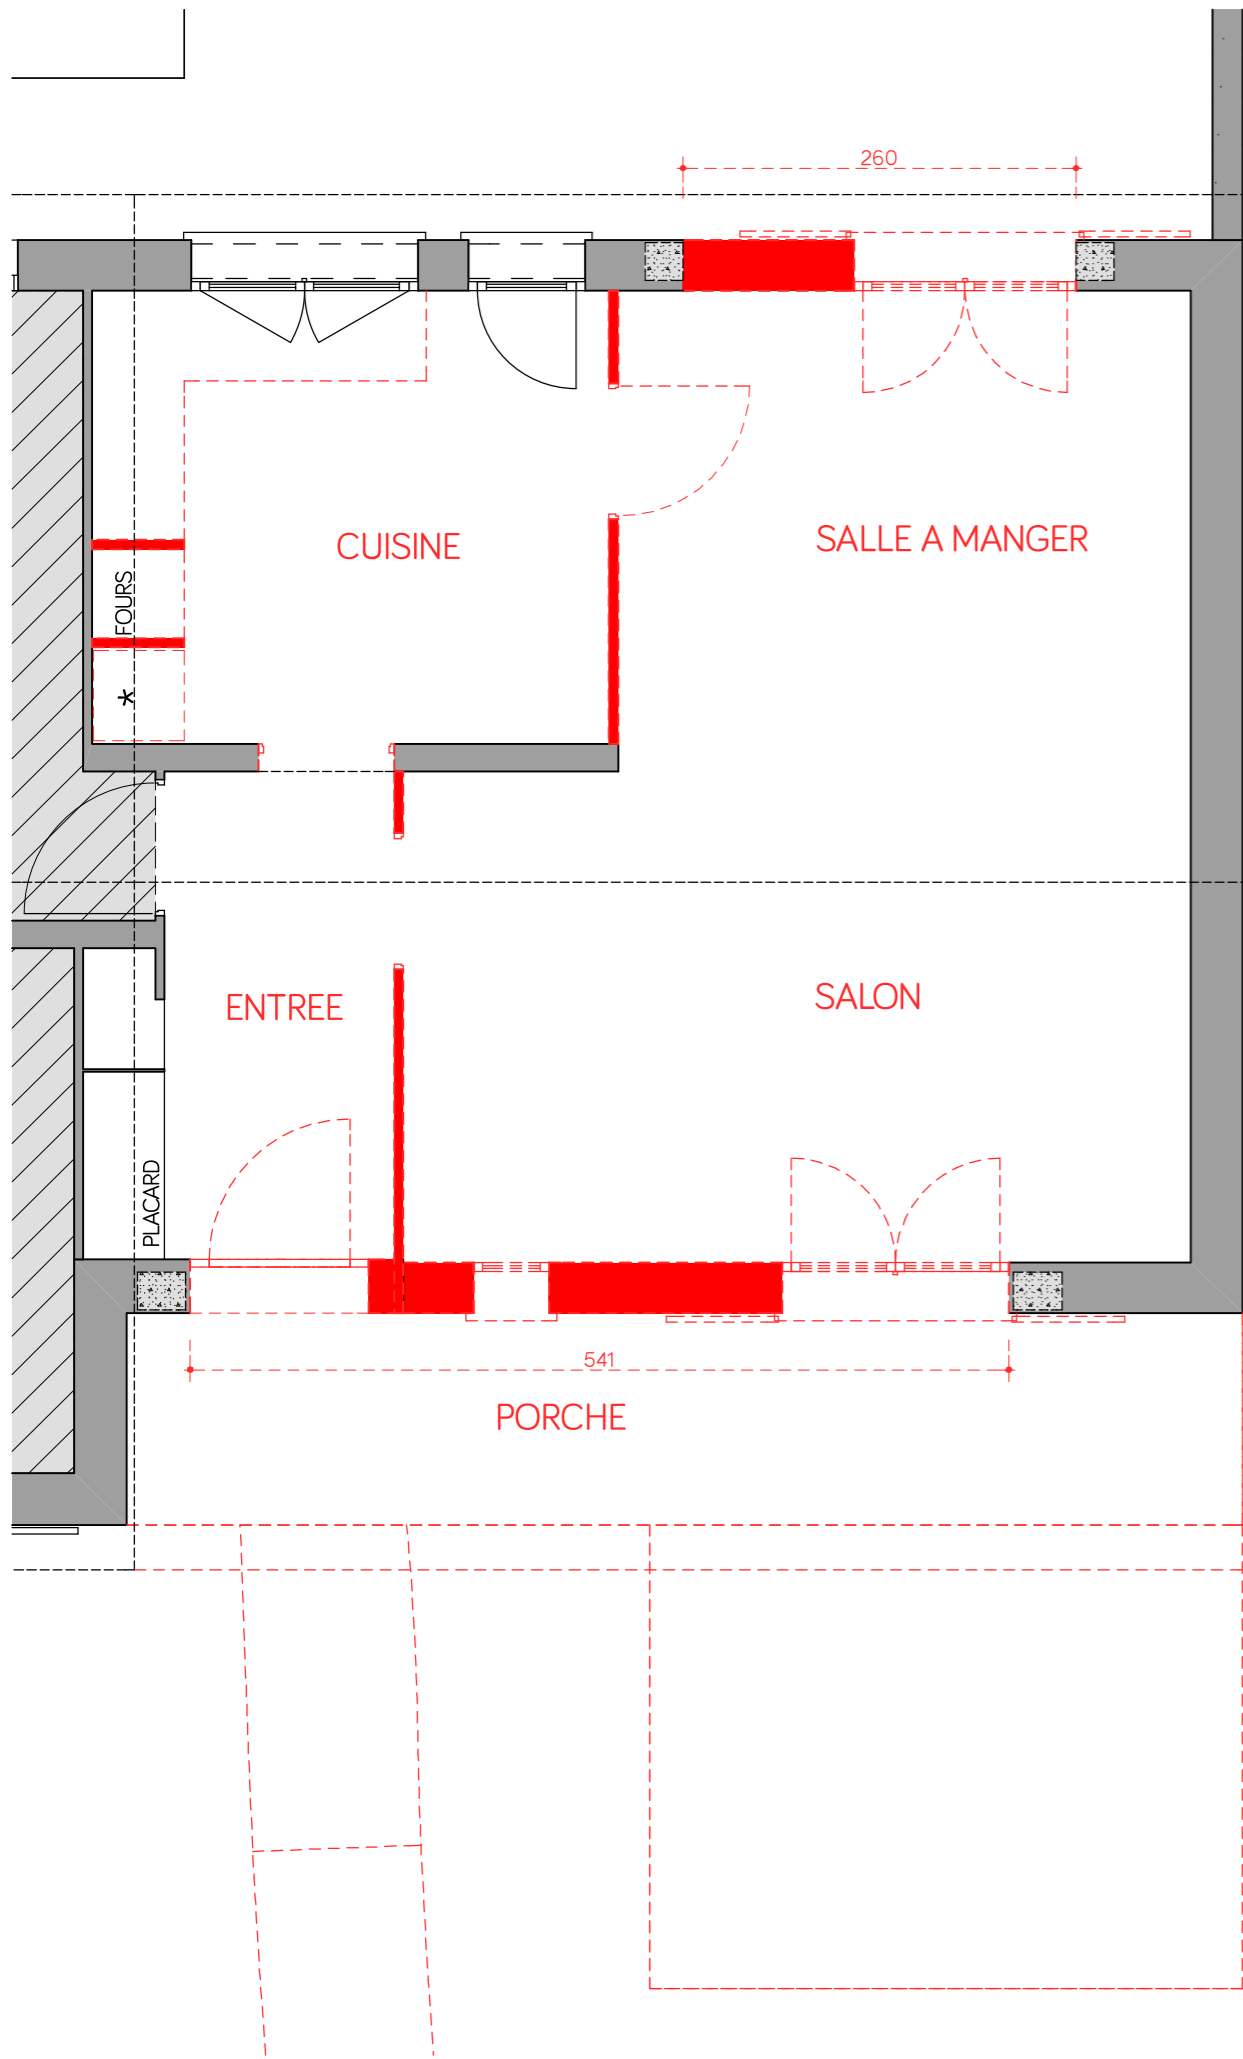 260
CUISINE
SALLE A MANGER
FOURS
*
ENTREE
SALON
PLACARD
541
PORCHE